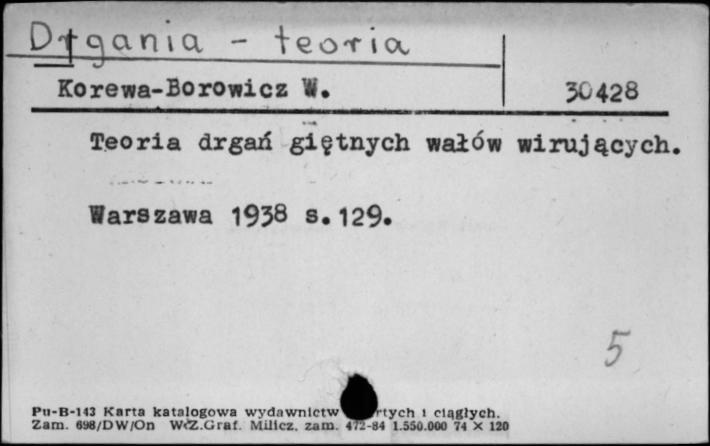 Drgania - teoria
Korewa-Borowicz W. 30428
Teoria drgań giętnych wałów wirujących.
Warszawa 1938 s.129.
5
Pu-B-143 Karta katalogowa wydawnictw rtych i ciągłych.
Zam. 698/DW/On WZ.Graf. Milicz, zam. 472-84 1.550.000 74 X 120